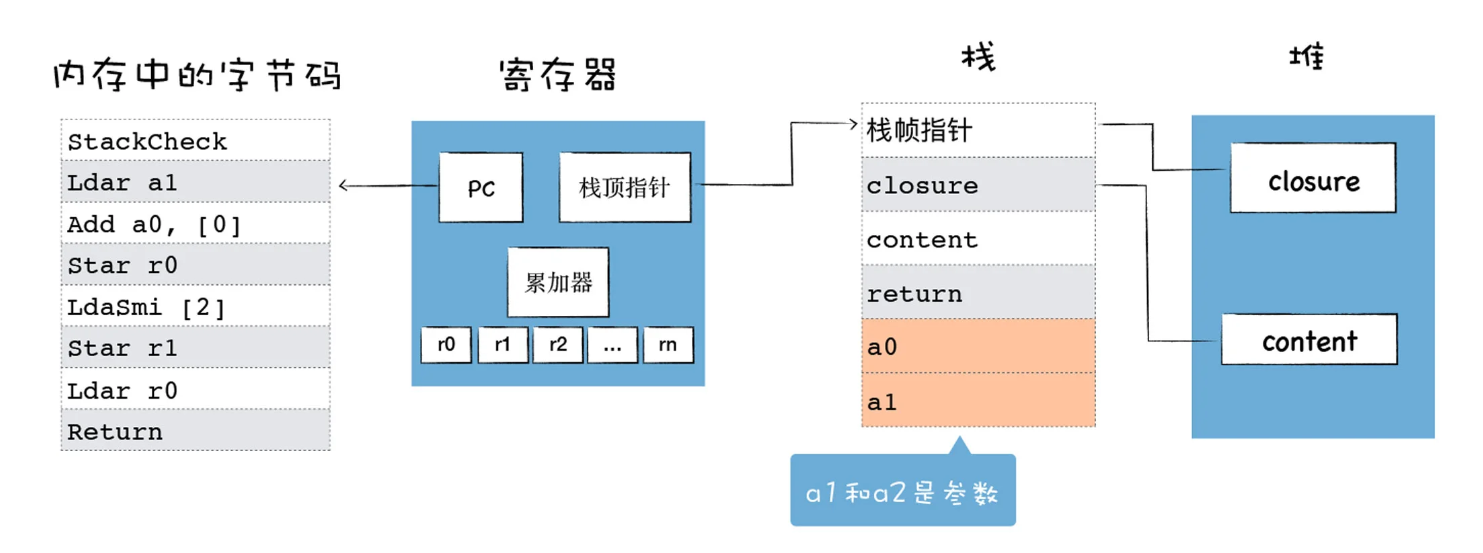 内存中的字节码
StackCheck
Ldar a1
Add a0, [0]
Star r0
LdaSmi [2]
Star r1
Ldar r0
Return
寄存器
PC
栈顶指针
累加器
r0 r1 r2 ... rn
栈
栈帧指针
closure
content
return
a0
a1
a1和a2是参数
堆
closure
content